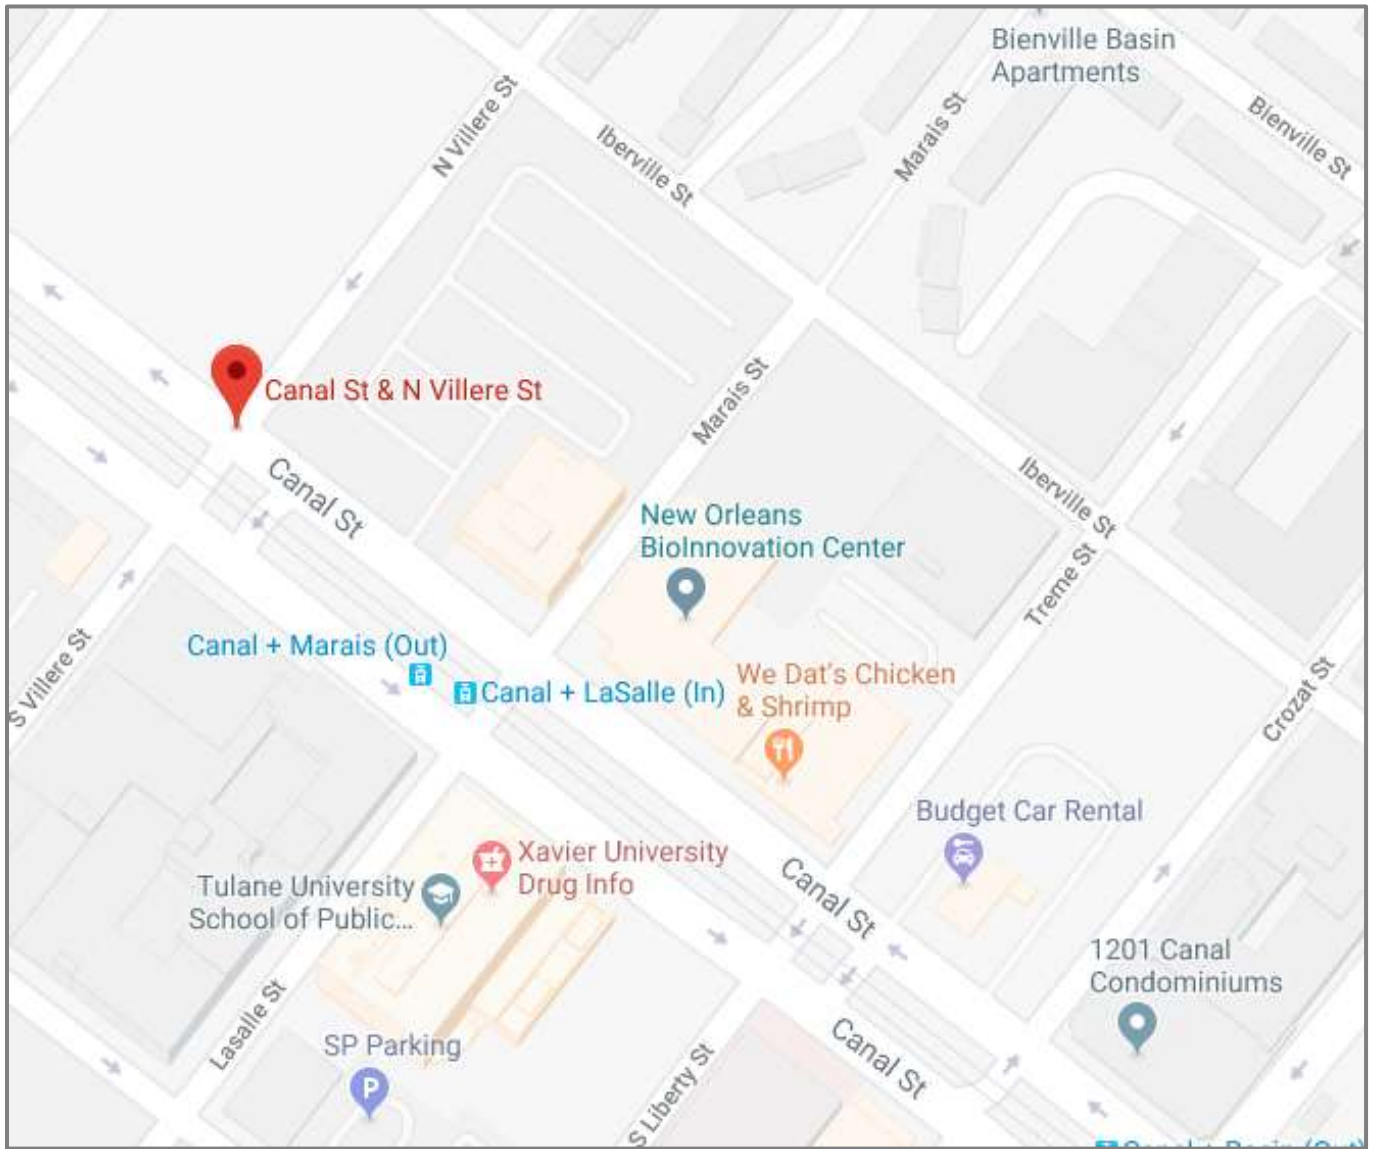 Bienville Basin
Apartments
N Villere St
Iberville St
Marais St
Bienville St
Canal St & N Villere St
Marais St
Canal St
Iberville St
New Orleans
BioInnovation Center
Treme St
S Villere St
Canal + Marais (Out)
Canal + LaSalle (In)
We Dat's Chicken
& Shrimp
Crozat St
Budget Car Rental
Xavier University
Drug Info
Tulane University
School of Public...
Canal St
1201 Canal
Condominiums
Lasalle St
SP Parking
P
Canal St
S Liberty St